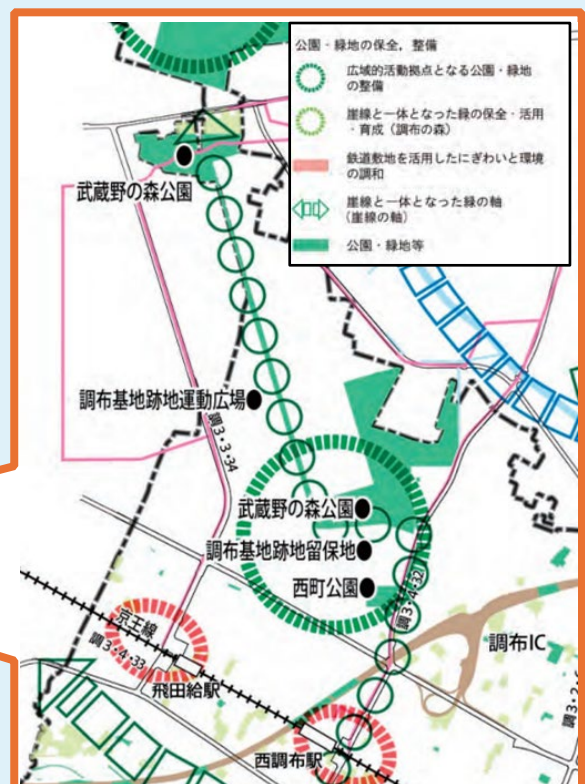 公園・緑地の保全，整備
広域的活動拠点となる公園・緑地
の整備
崖線と一体となった緑の保全・活用
・育成（調布の森）
鉄道敷地を活用したにぎわいと環境
の調和
崖線と一体となった緑の軸
（崖線の軸）
公園・緑地等
武蔵野の森公園
調布基地跡地運動広場
調3・3・34
武蔵野の森公園
調布基地跡地留保地
西町公園
調3・4・32
京王線
調3・4・33
調布IC
飛田給駅
西調布駅